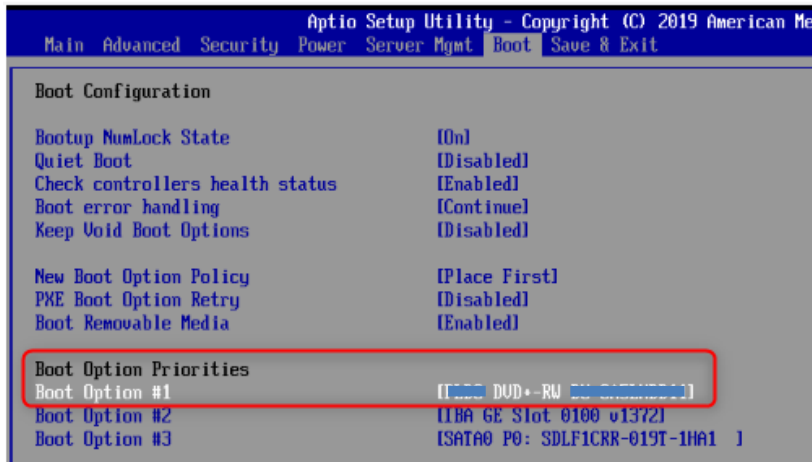 Aptio Setup Utility - Copyright (C) 2019 American Me
Main Advanced Security Power Server Mgmt Boot Save & Exit
Boot Configuration
Bootup NumLock State [On]
Quiet Boot [Disabled]
Check controllers health status [Enabled]
Boot error handling [Continue]
Keep Void Boot Options [Disabled]
New Boot Option Policy [Place First]
PXE Boot Option Retry [Disabled]
Boot Removable Media [Enabled]
Boot Option Priorities
Boot Option #1 [ DVD+-RW ]
Boot Option #2 [IBA GE Slot 0100 v1372]
Boot Option #3 [SATA0 P0: SDLF1CRR-019T-1HA1 ]